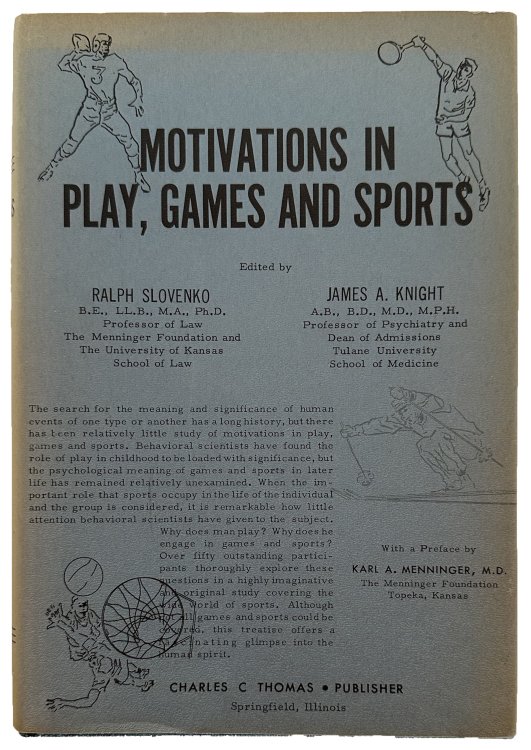 3
MOTIVATIONS IN
PLAY, GAMES AND SPORTS
Edited by
RALPH SLOVENKO
B.E., LL.B., M.A., Ph.D.
Professor of Law
The Menninger Foundation and
The University of Kansas
School of Law
JAMES A. KNIGHT
A.B., B.D., M.D., M.P.H.
Professor of Psychiatry and
Dean of Admissions
Tulane University
School of Medicine
The search for the meaning and significance of human
events of one type or another has a long history, but there
has been relatively little study of motivations in play,
games and sports. Behavioral scientists have found the
role of play in childhood to be loaded with significance, but
the psychological meaning of games and sports in later
life has remained relatively unexamined. When the im-
portant role that sports occupy in the life of the individual
and the group is considered, it is remarkable how little
attention behavioral scientists have given to the subject.
Why does man play? Why does he
engage in games and sports?
Over fifty outstanding partici-
pants thoroughly explore these
questions in a highly imaginative
and original study covering the
wide world of sports. Although
not all games and sports could be
covered, this treatise offers a
fascinating glimpse into the
human spirit.
With a Preface by
KARL A. MENNINGER, M.D.
The Menninger Foundation
Topeka, Kansas
CHARLES C THOMAS • PUBLISHER
Springfield, Illinois